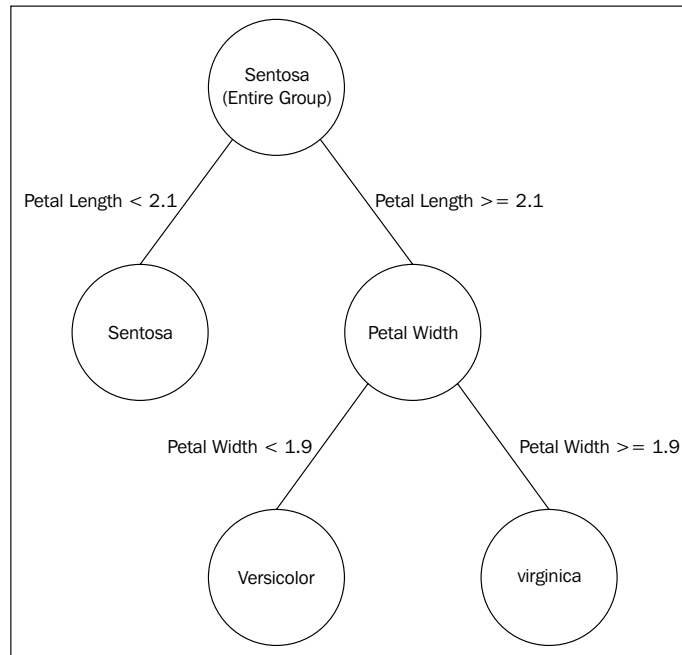 Sentosa
(Entire Group)
Petal Length < 2.1
Petal Length >= 2.1
Sentosa
Petal Width
Petal Width < 1.9
Petal Width >= 1.9
Versicolor
virginica